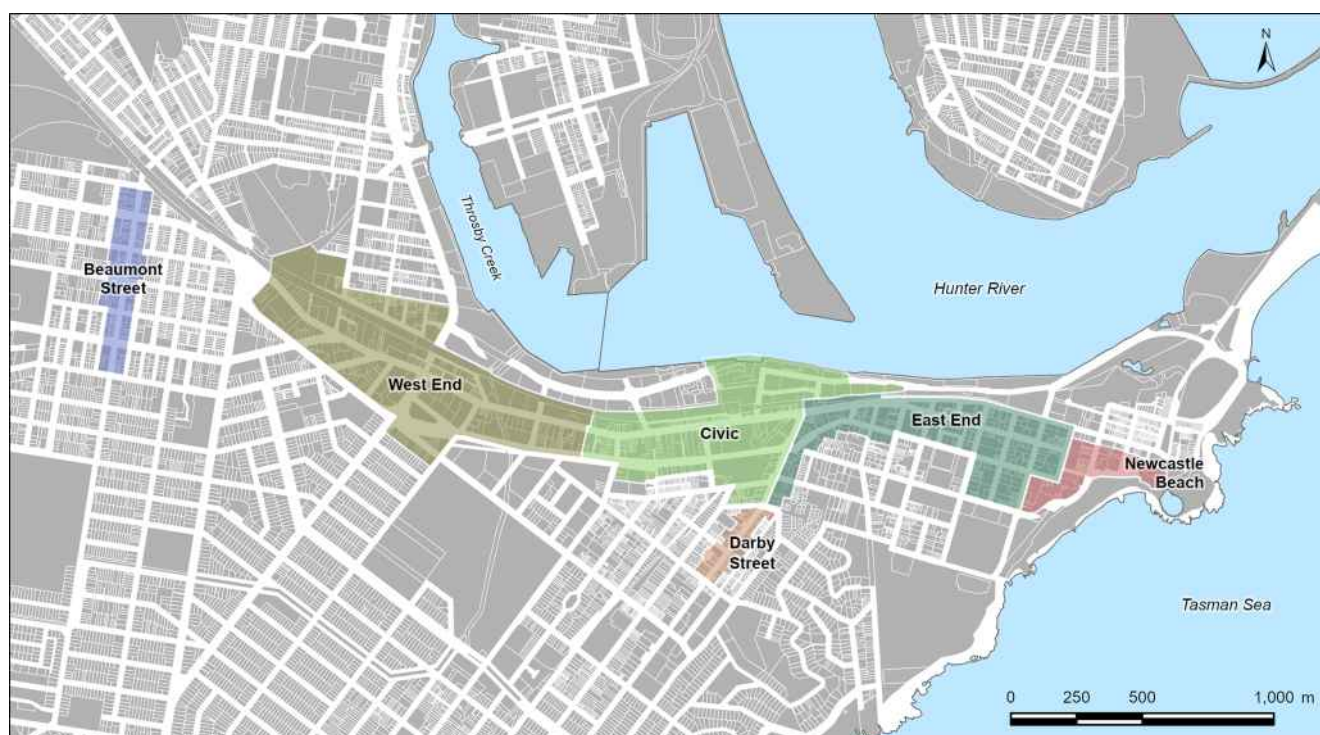 N
Throsby Creek
Beaumont
Street
Hunter River
West End
East End
Civic
Newcastle
Beach
Darby
Street
Tasman Sea
0 250 500 1,000 m